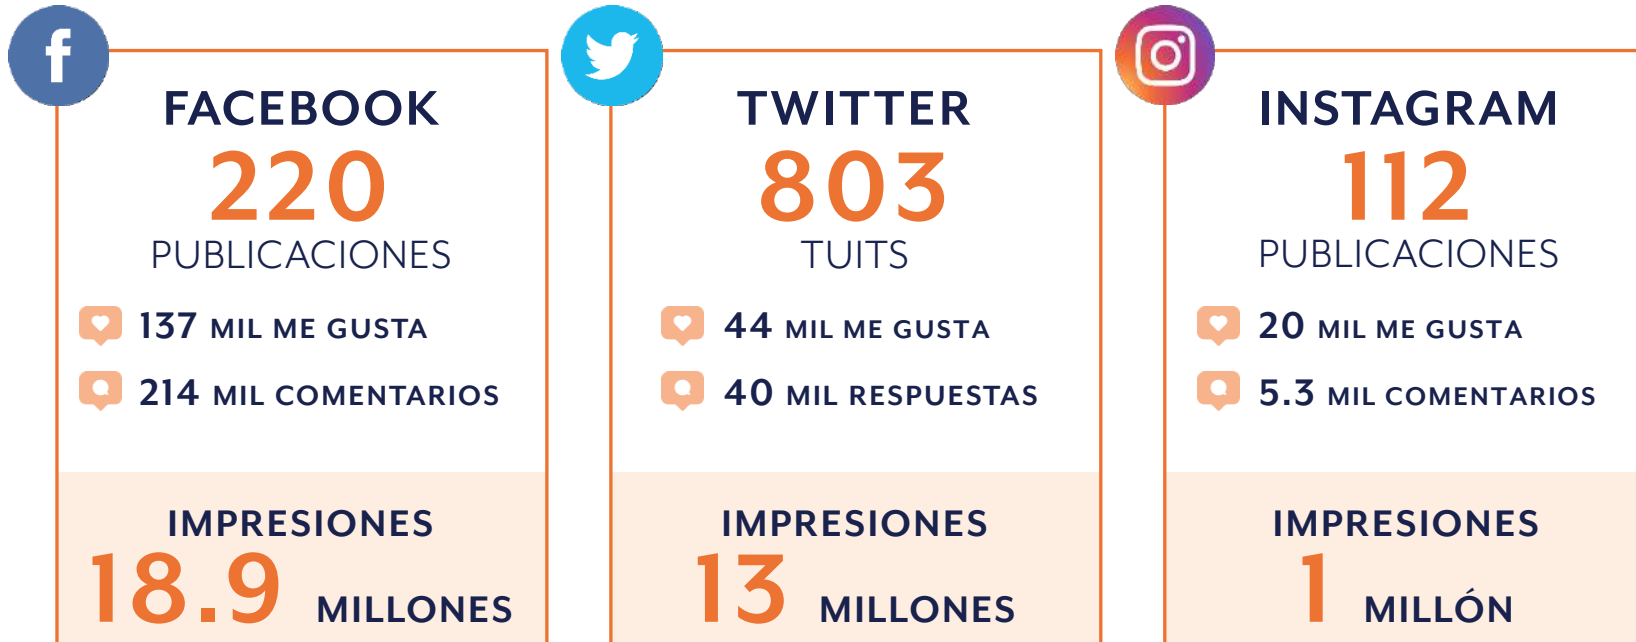 FACEBOOK
220
PUBLICACIONES
137 MIL ME GUSTA
214 MIL COMENTARIOS
IMPRESIONES
18.9 MILLONES
TWITTER
803
TUITS
44 MIL ME GUSTA
40 MIL RESPUESTAS
IMPRESIONES
13 MILLONES
INSTAGRAM
112
PUBLICACIONES
20 MIL ME GUSTA
5.3 MIL COMENTARIOS
IMPRESIONES
1 MILLÓN